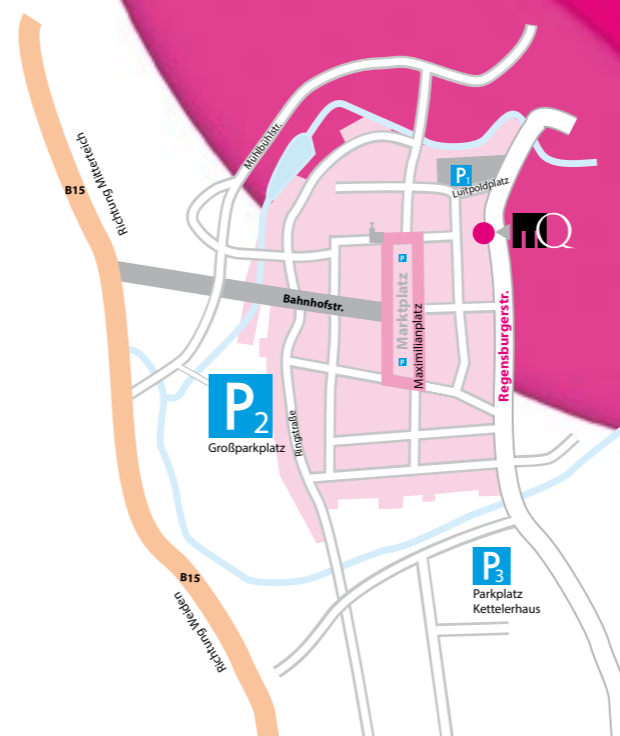 Mühlbühlstr.
Richtung Mitterteich
B15
P1
Luitpoldplatz
mQ
Bahnhofstr.
P
Marktplatz
Maximilianplatz
P
Regensburgerstr.
P2
Großparkplatz
Ringstraße
P3
Parkplatz
Kettelerhaus
B15
Richtung Weiden